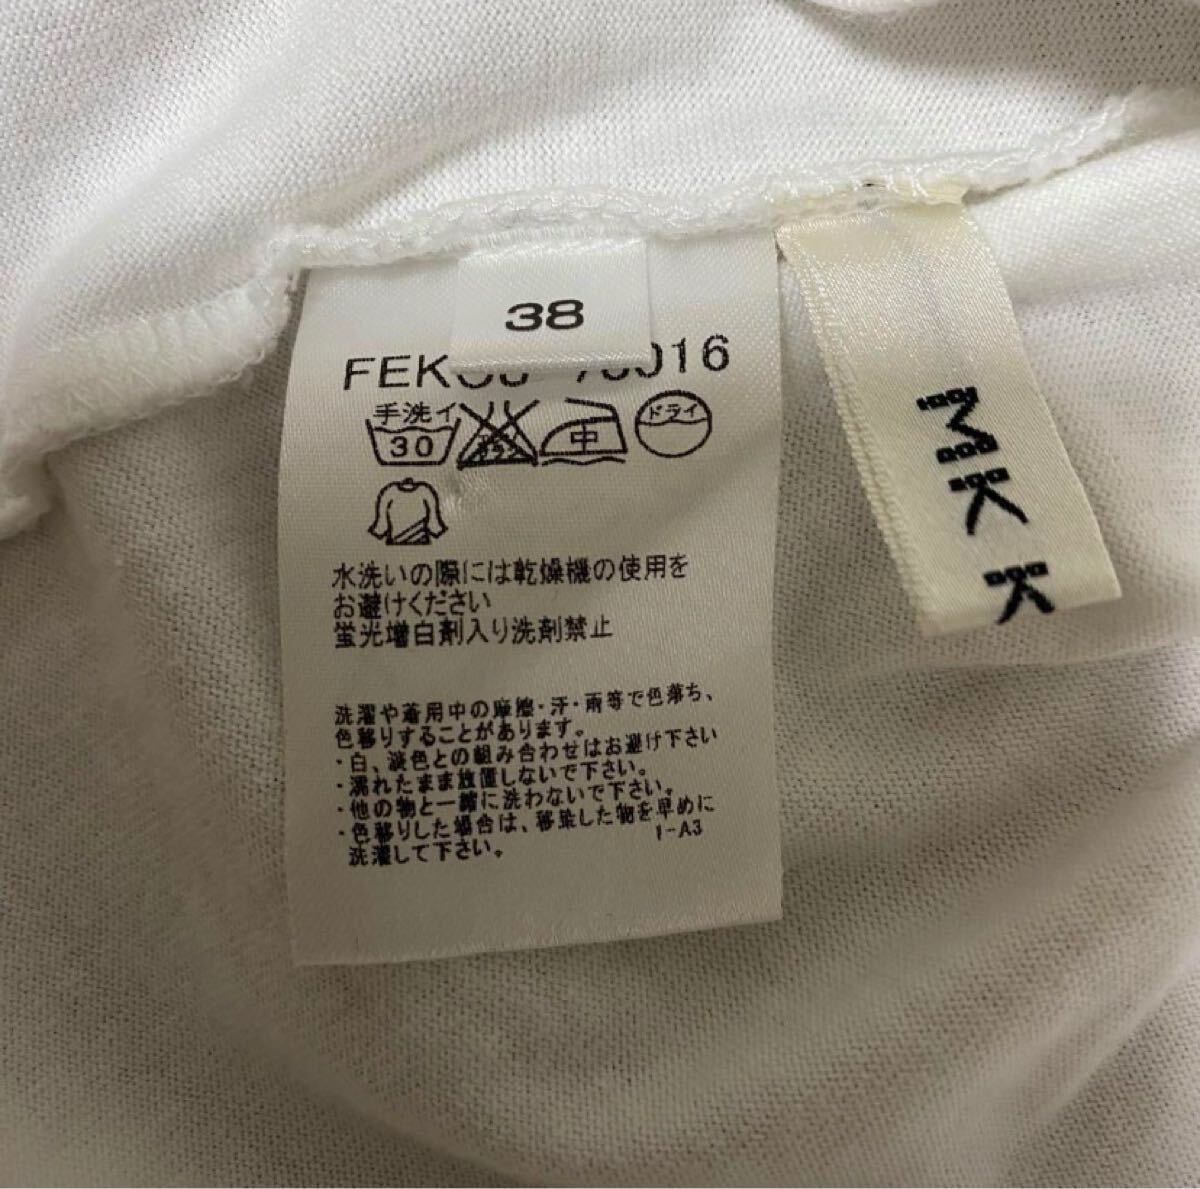 38
手洗イ
30
中
ドライ
水洗いの際には乾燥機の使用を
お避けください
蛍光増白剤入り洗剤禁止
洗濯や着用中の摩擦・汗・雨等で色落ち、
色移りすることがあります。
・白、淡色との組み合わせはお避け下さい
・濡れたまま放置しないで下さい。
・他の物と一緒に洗わないで下さい。
・色移りした場合は、移染した物を早めに
洗濯して下さい。
I-A3
MK K